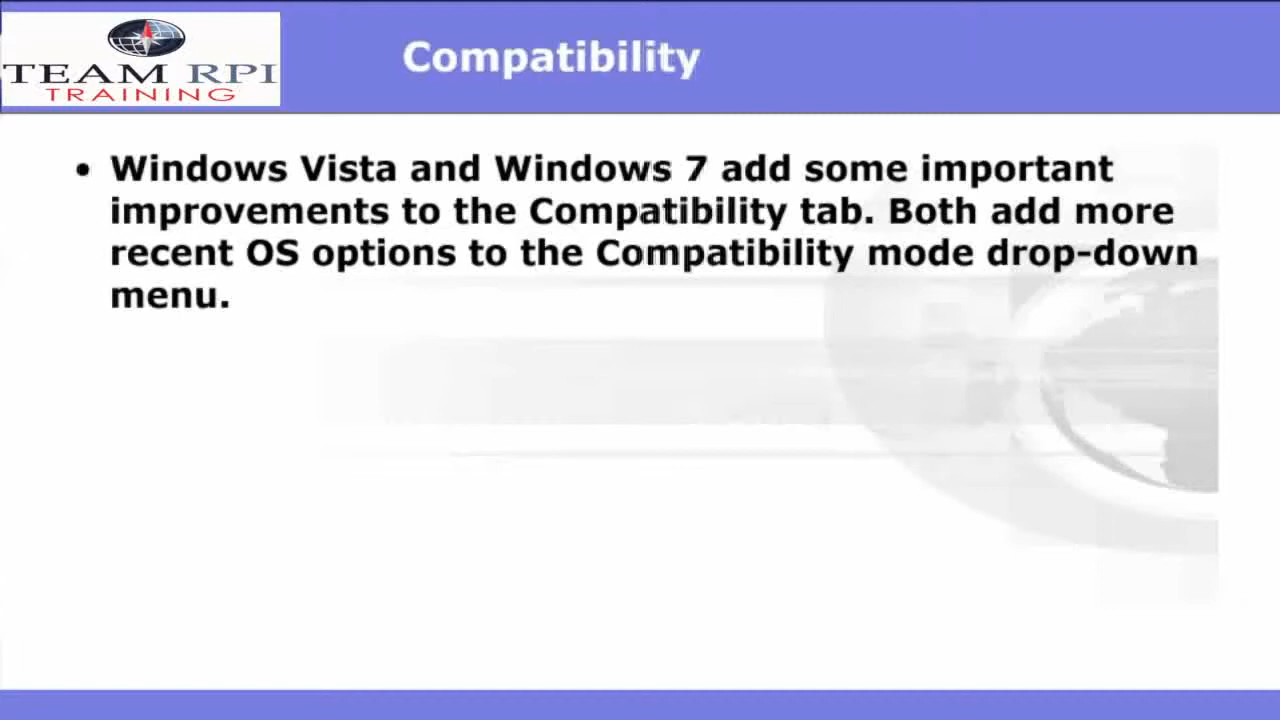 TEAM RPI
TRAINING
Compatibility
• Windows Vista and Windows 7 add some important
improvements to the Compatibility tab. Both add more
recent OS options to the Compatibility mode drop-down
menu.